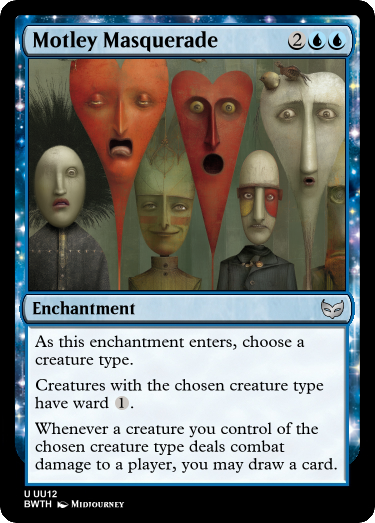 Motley Masquerade 2
Enchantment
As this enchantment enters, choose a
creature type.
Creatures with the chosen creature type
have ward 1.
Whenever a creature you control of the
chosen creature type deals combat
damage to a player, you may draw a card.
U UU12
BWTH Midjourney